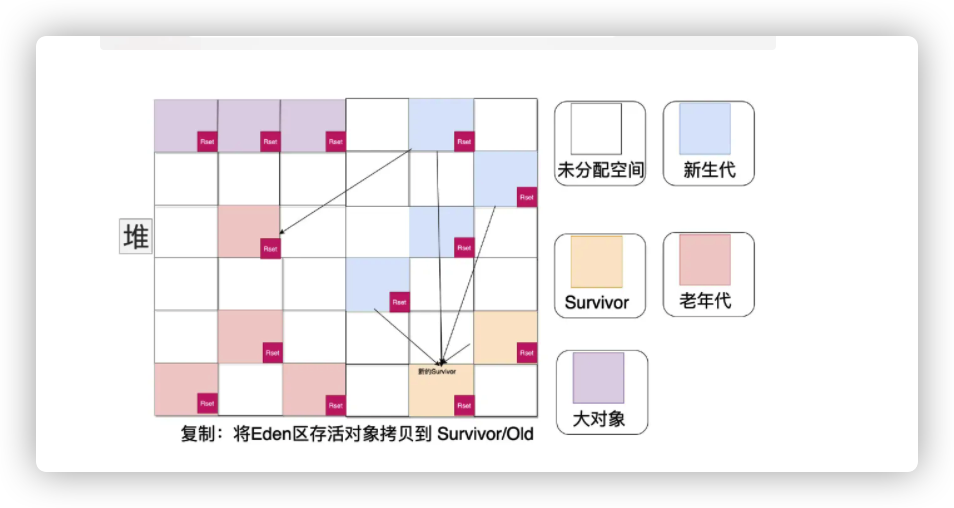 Rset Rset Rset Rset
Rset
未分配空间 新生代
堆
Rset Rset
Rset
Rset Rset
Survivor 老年代
新的Survivor
Rset Rset Rset
大对象
复制：将Eden区存活对象拷贝到 Survivor/Old